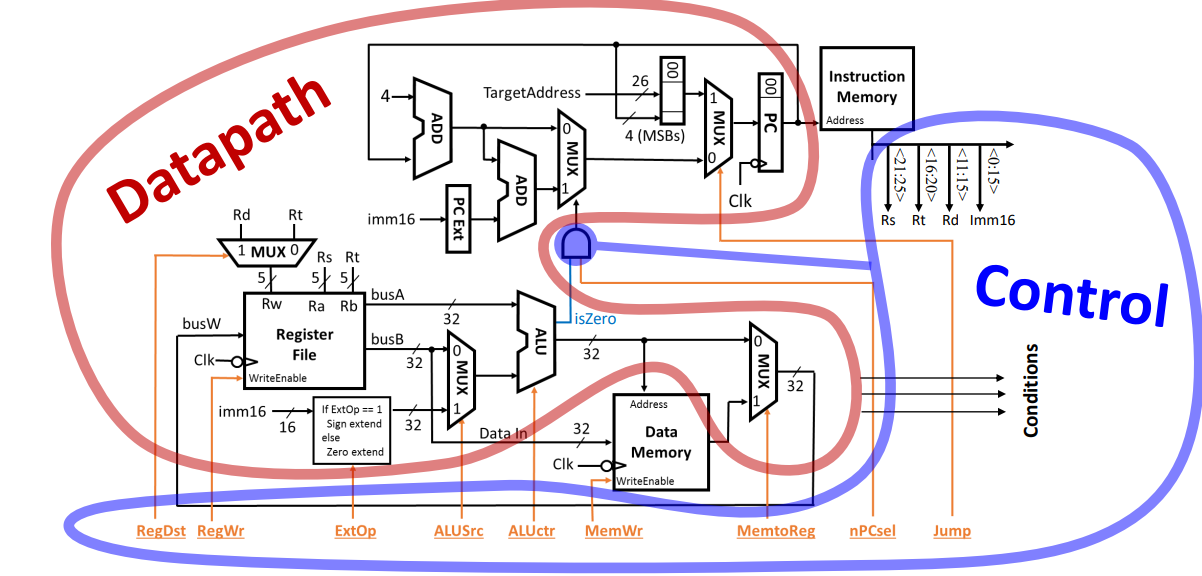 Datapath
Control
4
ADD
ADD
PC Ext
imm16
TargetAddress
26
00
4 (MSBs)
0
MUX
1
1
MUX
0
00
PC
Clk
Instruction
Memory
Address
<21:25>
<16:20>
<11:15>
<0:15>
Rs
Rt
Rd
Imm16
Rd
Rt
1 MUX 0
5
Rs
5
Rt
5
Rw
Ra
Rb
busW
Register
File
Clk
WriteEnable
busA
32
busB
32
imm16
16
If ExtOp == 1
Sign extend
else
Zero extend
32
0
MUX
1
ALU
isZero
32
Data In
32
Address
Data
Memory
Clk
WriteEnable
0
MUX
1
32
Conditions
RegDst
RegWr
ExtOp
ALUSrc
ALUctr
MemWr
MemtoReg
nPCsel
Jump